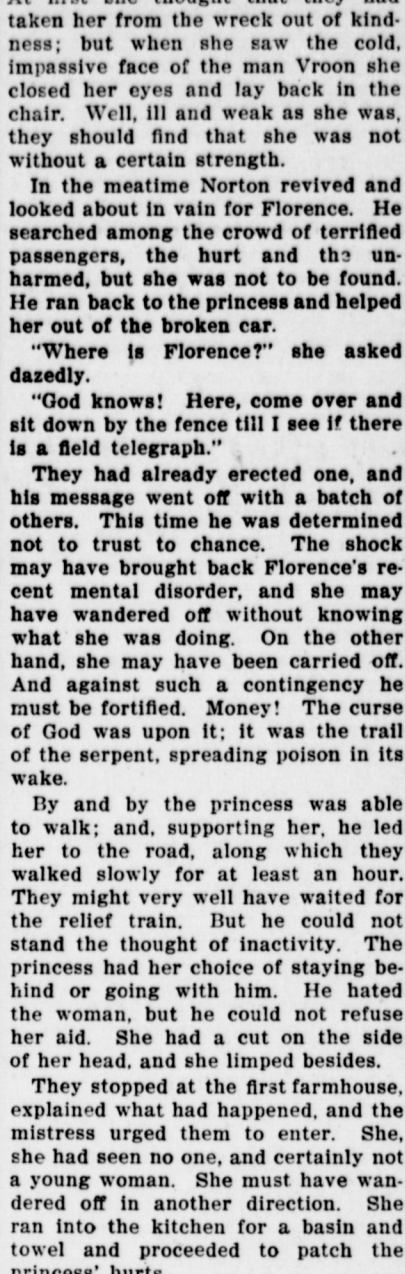 At first she thought that they had
taken her from the wreck out of kind-
ness; but when she saw the cold,
impassive face of the man Vroon she
closed her eyes and lay back in the
chair. Well, ill and weak as she was,
they should find that she was not
without a certain strength.
In the meatime Norton revived and
looked about in vain for Florence. He
searched among the crowd of terrified
passengers, the hurt and the un-
harmed, but she was not to be found.
He ran back to the princess and helped
her out of the broken car.
"Where is Florence?" she asked
dazedly.
"God knows! Here, come over and
sit down by the fence till I see if there
is a field telegraph."
They had already erected one, and
his message went off with a batch of
others. This time he was determined
not to trust to chance. The shock
may have brought back Florence's re-
cent mental disorder, and she may
have wandered off without knowing
what she was doing. On the other
hand, she may have been carried off.
And against such a contingency he
must be fortified. Money! The curse
of God was upon it; it was the trail
of the serpent, spreading poison in its
wake.
By and by the princess was able
to walk; and, supporting her, he led
her to the road, along which they
walked slowly for at least an hour.
They might very well have waited for
the relief train. But he could not
stand the thought of inactivity. The
princess had her choice of staying be-
hind or going with him. He hated
the woman, but he could not refuse
her aid. She had a cut on the side
of her head, and she limped besides.
They stopped at the first farmhouse,
explained what had happened, and the
mistress urged them to enter. She,
she had seen no one, and certainly not
a young woman. She must have wan-
dered off in another direction. She
ran into the kitchen for a basin and
towel and proceeded to patch the
princess' hurts.